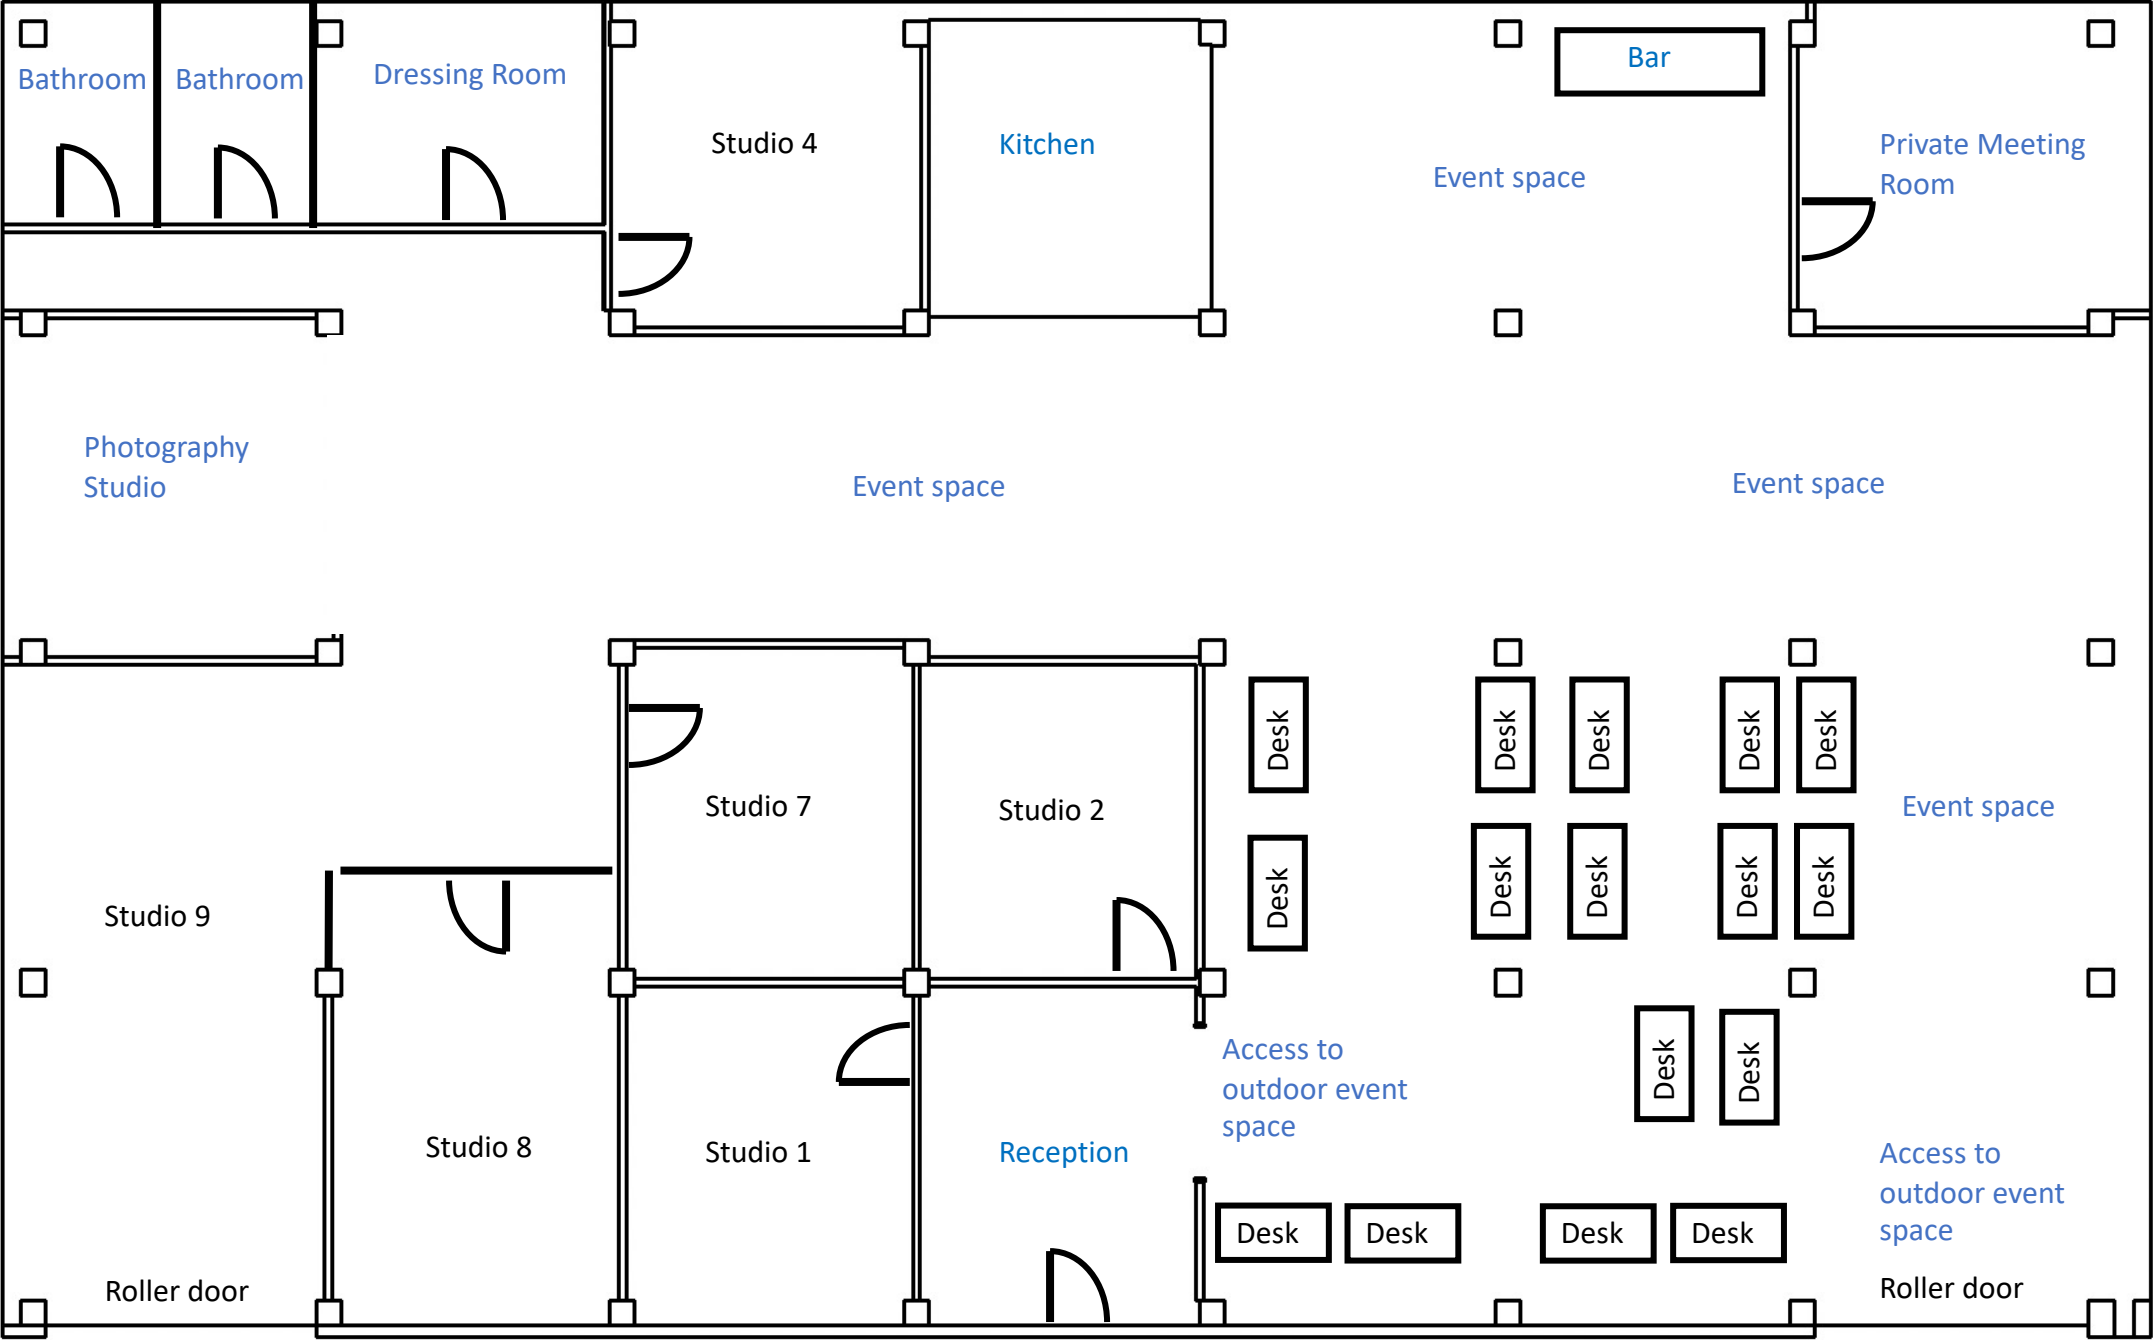 Bathroom
Bathroom
Dressing Room
Studio 4
Kitchen
Bar
Event space
Private Meeting
Room
Photography
Studio
Event space
Event space
Studio 7
Studio 2
Desk
Desk
Desk
Desk
Desk
Event space
Studio 9
Desk
Desk
Desk
Desk
Desk
Access to
outdoor event
space
Desk
Desk
Studio 8
Studio 1
Reception
Access to
outdoor event
space
Desk
Desk
Desk
Desk
Roller door
Roller door